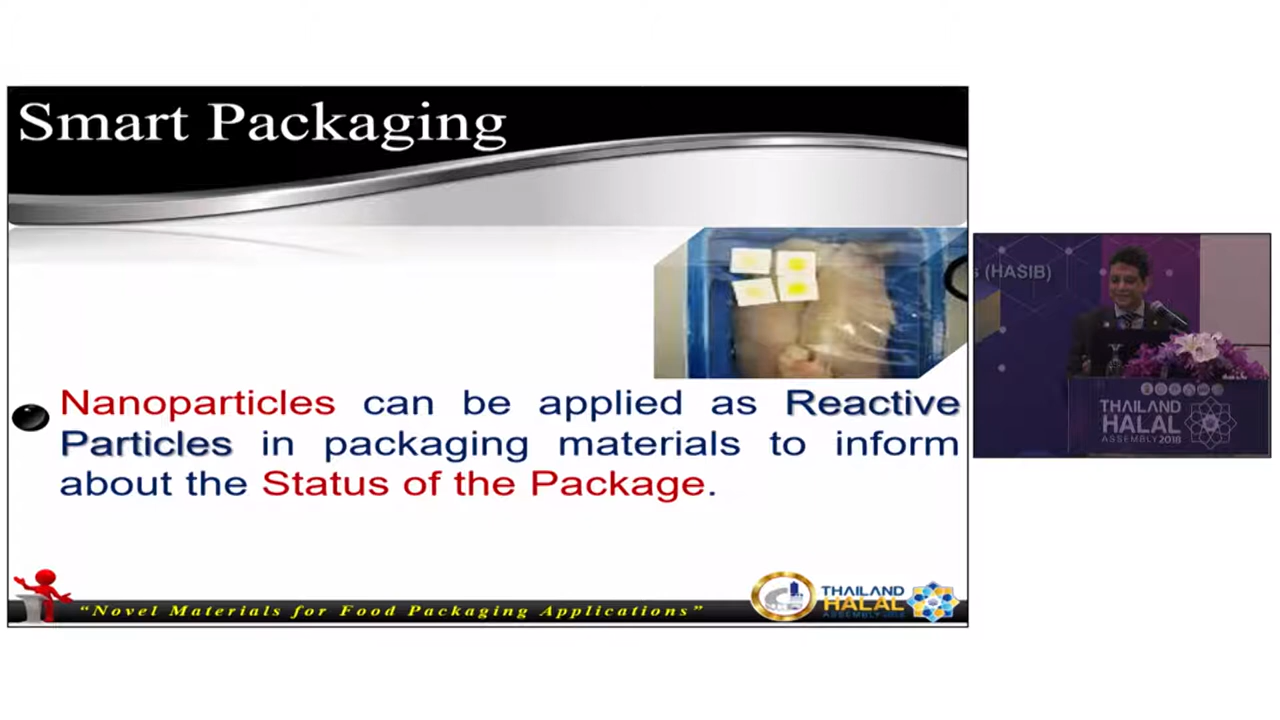 Smart Packaging
Nanoparticles can be applied as Reactive
Particles in packaging materials to inform
about the Status of the Package.
"Novel Materials for Food Packaging Applications"
THAILAND
HALAL
ASSEMBLY 2018
(HASIB)
THAILAND
HALAL
ASSEMBLY 2018